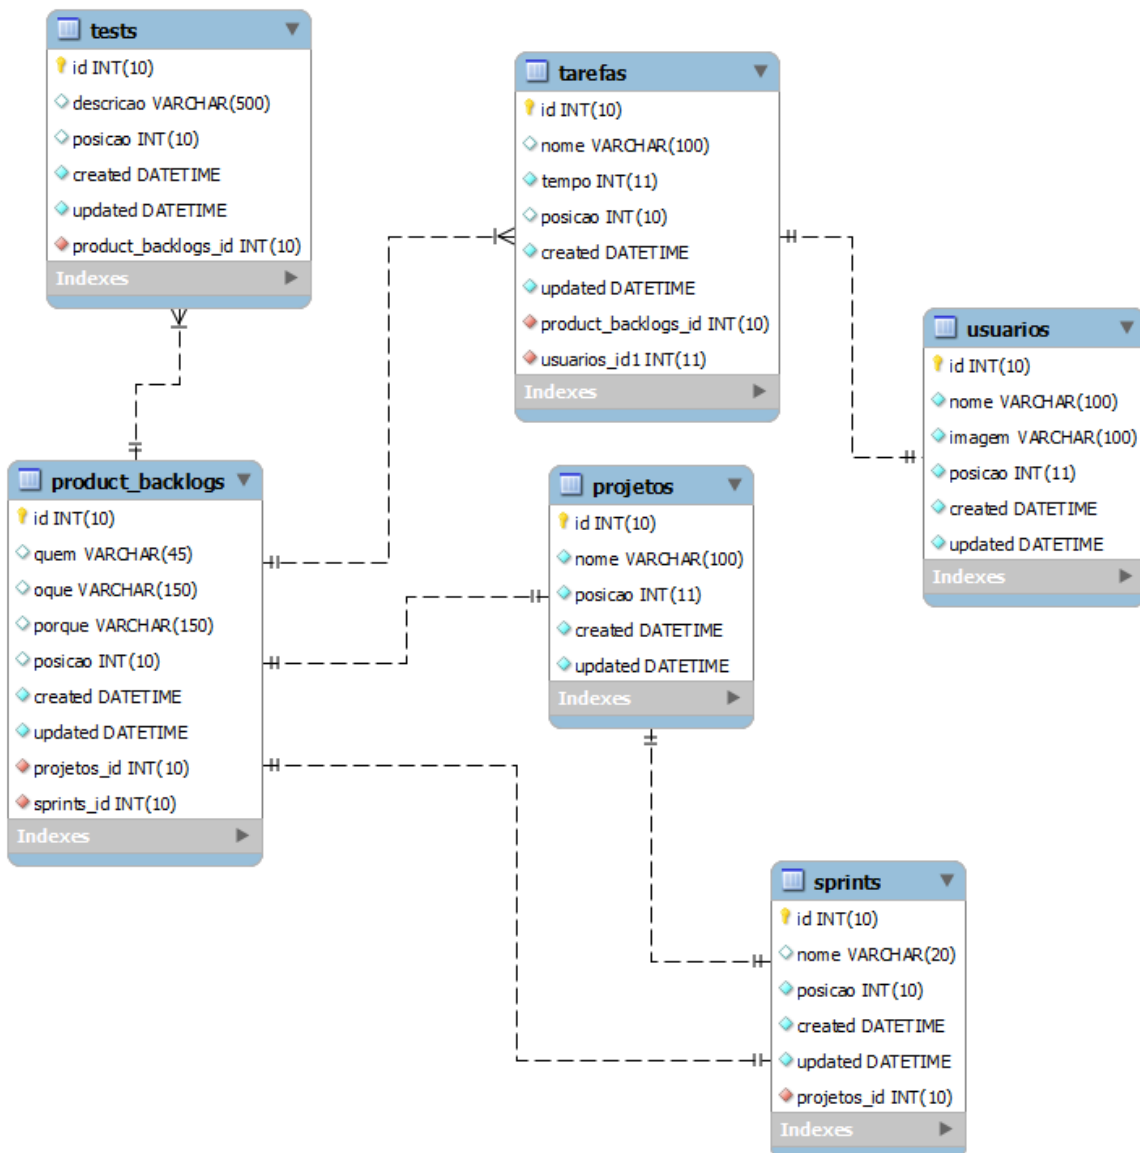 tests
id INT(10)
descricao VARCHAR(500)
posicao INT(10)
created DATETIME
updated DATETIME
product_backlogs_id INT(10)
Indexes
tarefas
id INT(10)
nome VARCHAR(100)
tempo INT(11)
posicao INT(10)
created DATETIME
updated DATETIME
product_backlogs_id INT(10)
usuarios_id1 INT(11)
Indexes
usuarios
id INT(10)
nome VARCHAR(100)
imagem VARCHAR(100)
posicao INT(11)
created DATETIME
updated DATETIME
Indexes
product_backlogs
id INT(10)
quem VARCHAR(45)
oque VARCHAR(150)
porque VARCHAR(150)
posicao INT(10)
created DATETIME
updated DATETIME
projetos_id INT(10)
sprints_id INT(10)
Indexes
projetos
id INT(10)
nome VARCHAR(100)
posicao INT(11)
created DATETIME
updated DATETIME
Indexes
sprints
id INT(10)
nome VARCHAR(20)
posicao INT(10)
created DATETIME
updated DATETIME
projetos_id INT(10)
Indexes